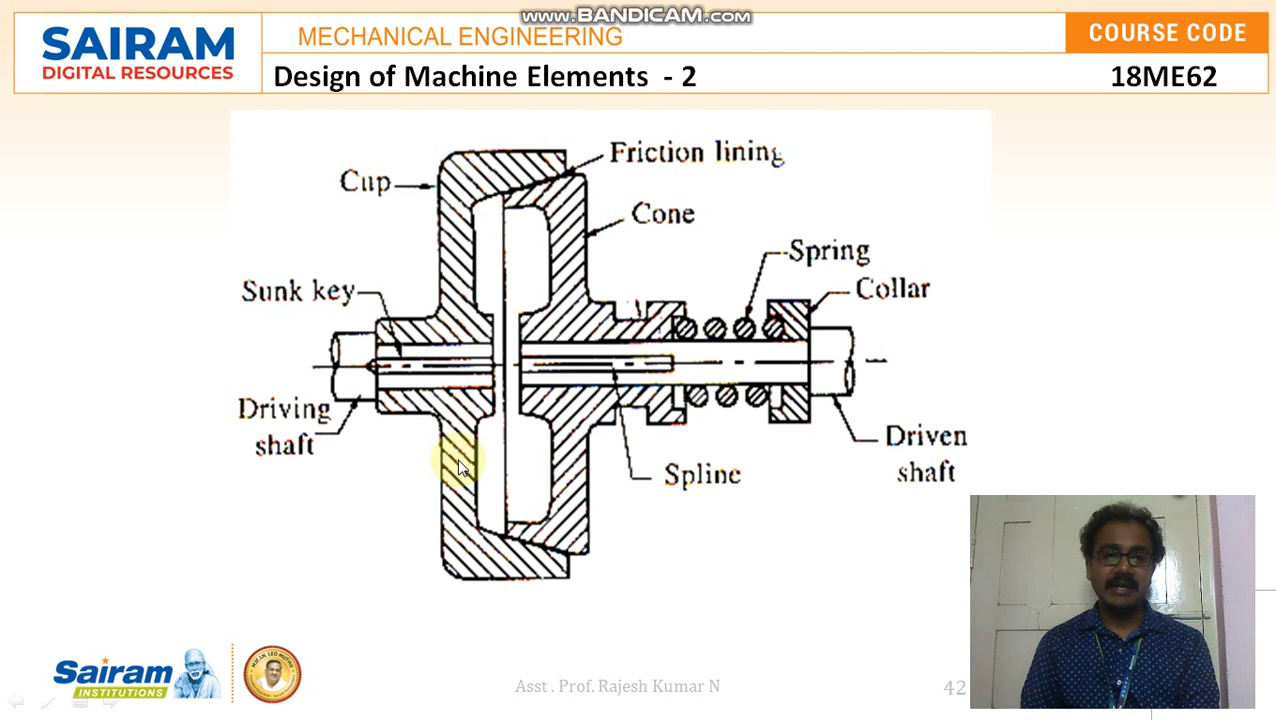 www.BANDICAM.com
SAIRAM
DIGITAL RESOURCES
MECHANICAL ENGINEERING
COURSE CODE
Design of Machine Elements - 2
18ME62
Friction lining
Cup
Cone
Spring
Sunk key
Collar
Driving
shaft
Driven
shaft
Spline
Sairam
INSTITUTIONS
Asst . Prof. Rajesh Kumar N
42